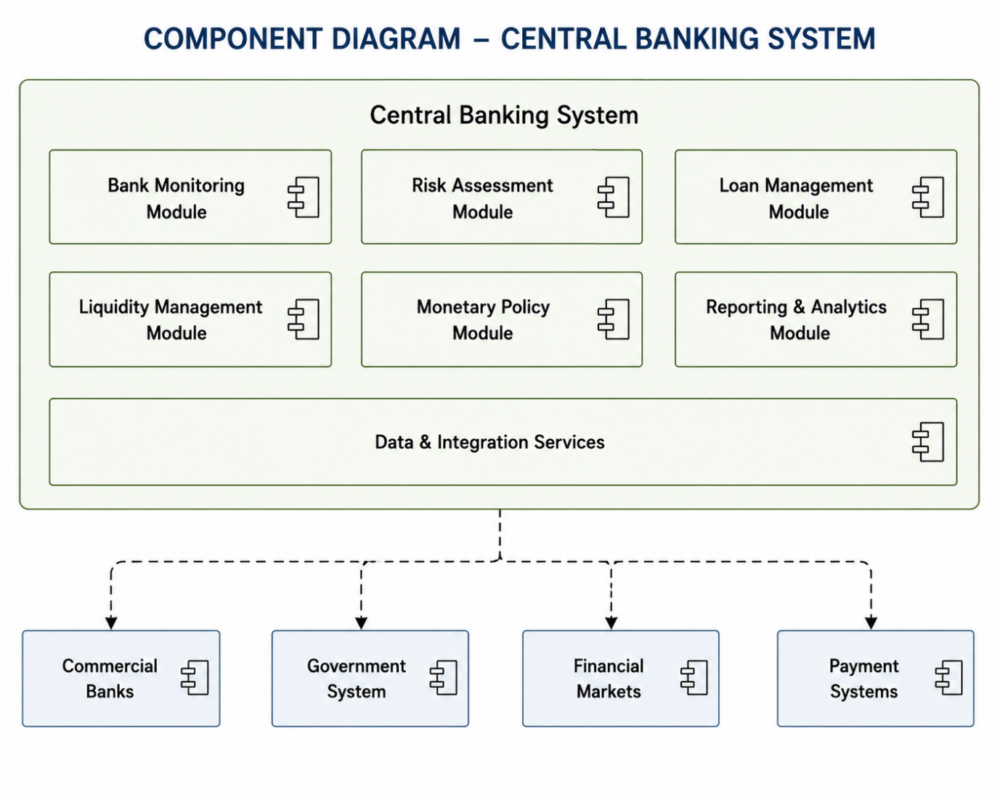 COMPONENT DIAGRAM – CENTRAL BANKING SYSTEM
Central Banking System
Bank Monitoring
Module
Risk Assessment
Module
Loan Management
Module
Liquidity Management
Module
Monetary Policy
Module
Reporting & Analytics
Module
Data & Integration Services
Commercial
Banks
Government
System
Financial
Markets
Payment
Systems